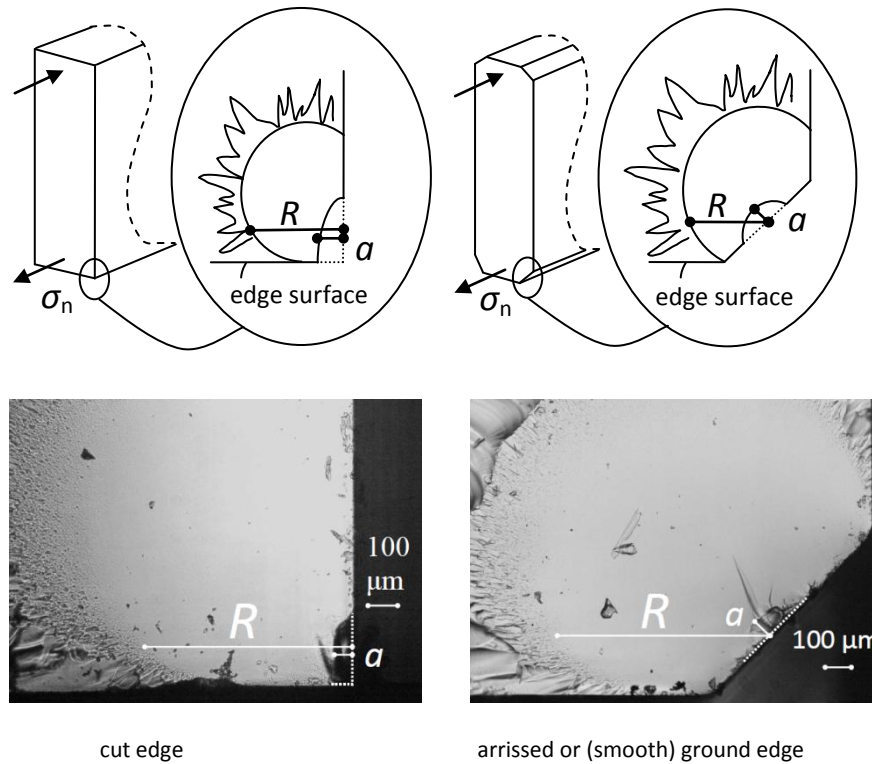 R
a
edge surface
σn
R
a
edge surface
σn
100
μm
R
a
R
a
100 μm
cut edge
arrissed or (smooth) ground edge